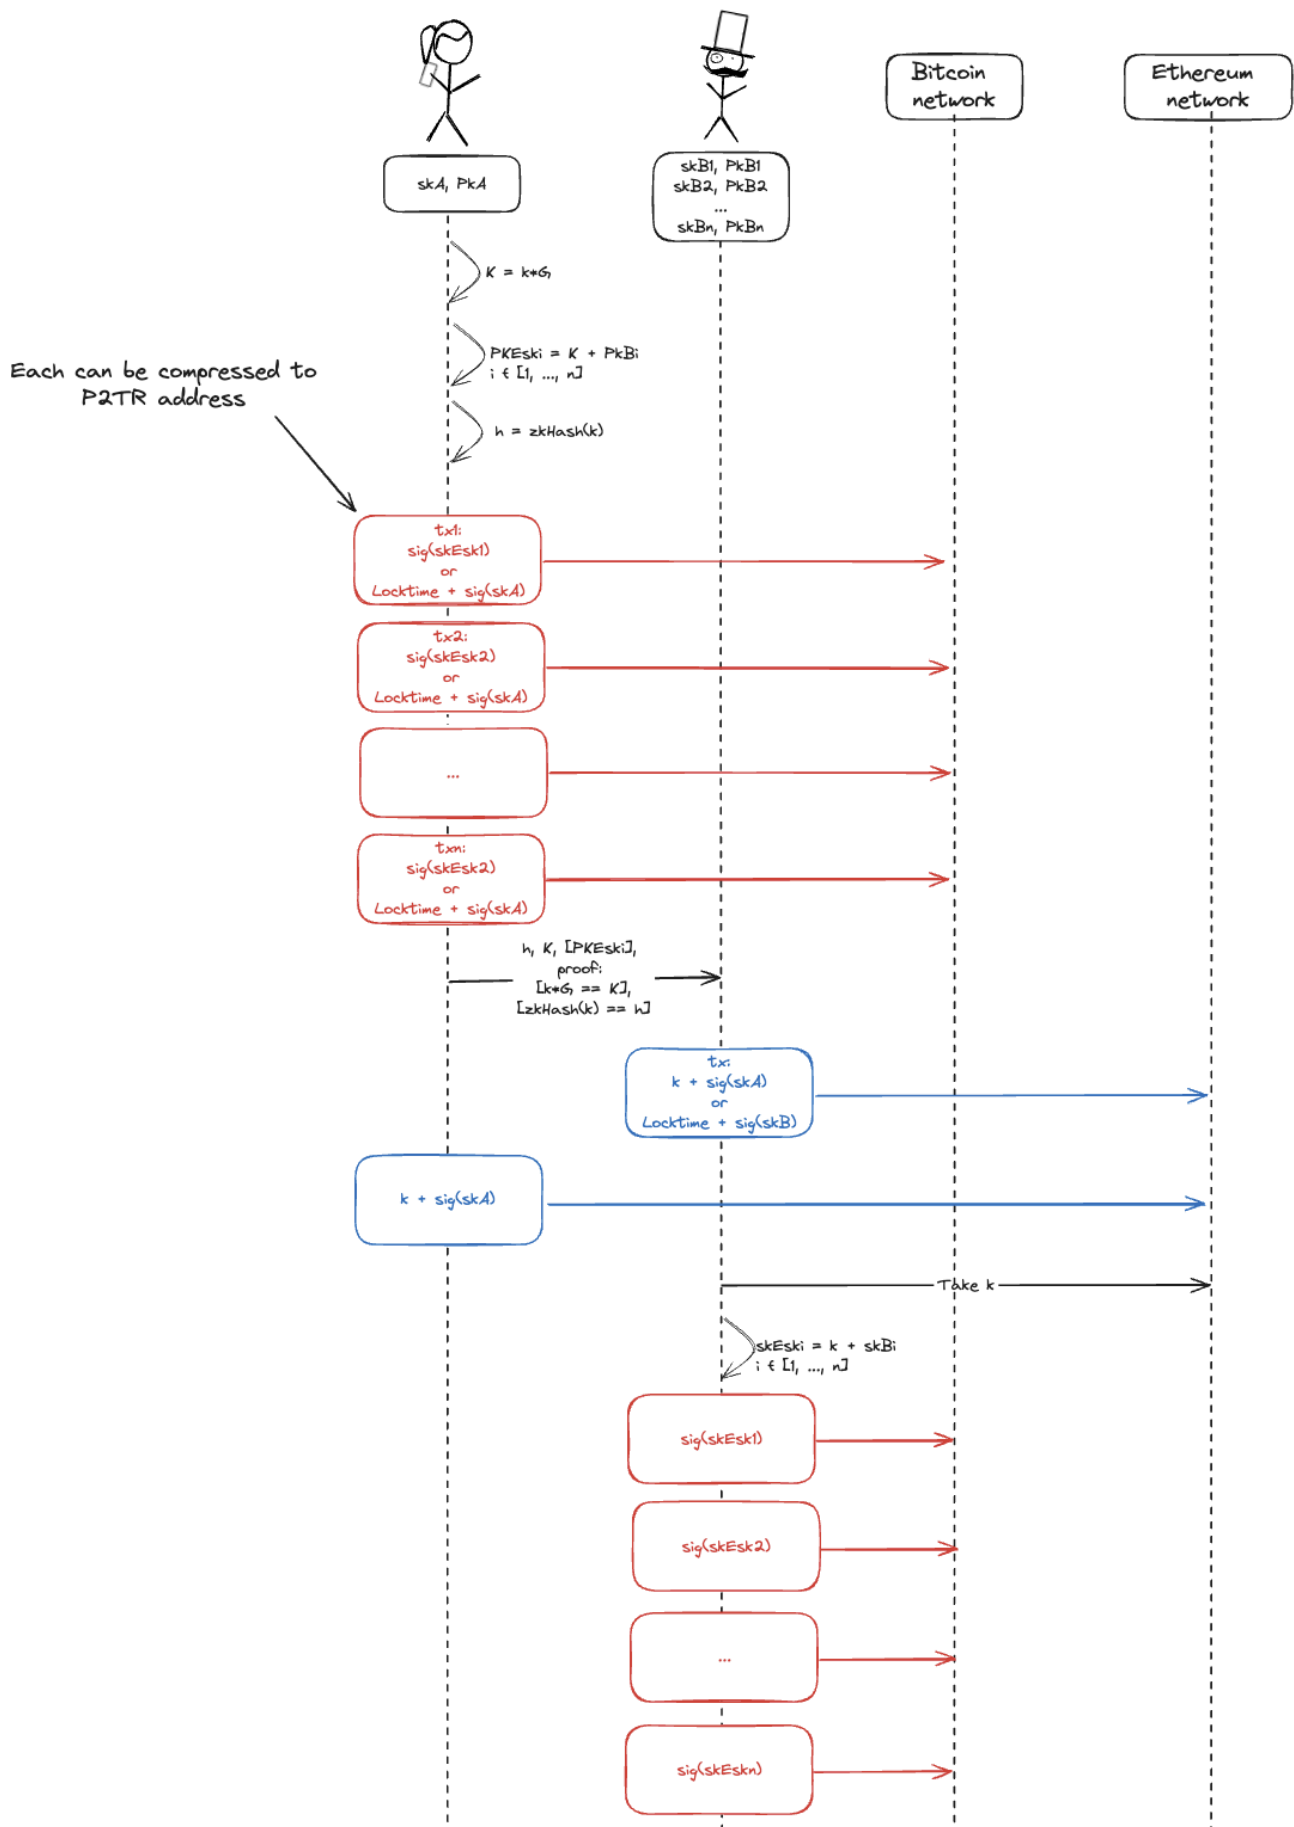 Bitcoin
network
Ethereum
network
skA, PkA
skB1, PkB1
skB2, PkB2
...
skBn, PkBn
K = k*G
PKEski = K + PkBi
i ∈ [1, ..., n]
Each can be compressed to
P2TR address
h = zkHash(k)
tx1:
sig(skEsk1)
or
Locktime + sig(skA)
tx2:
sig(skEsk2)
or
Locktime + sig(skA)
...
txn:
sig(skEsk2)
or
Locktime + sig(skA)
h, K, [PKEski],
proof:
[k*G == K],
[zkHash(k) == h]
tx:
k + sig(skA)
or
Locktime + sig(skB)
k + sig(skA)
Take k
skEski = k + skBi
i ∈ [1, ..., n]
sig(skEsk1)
sig(skEsk2)
...
sig(skEskn)